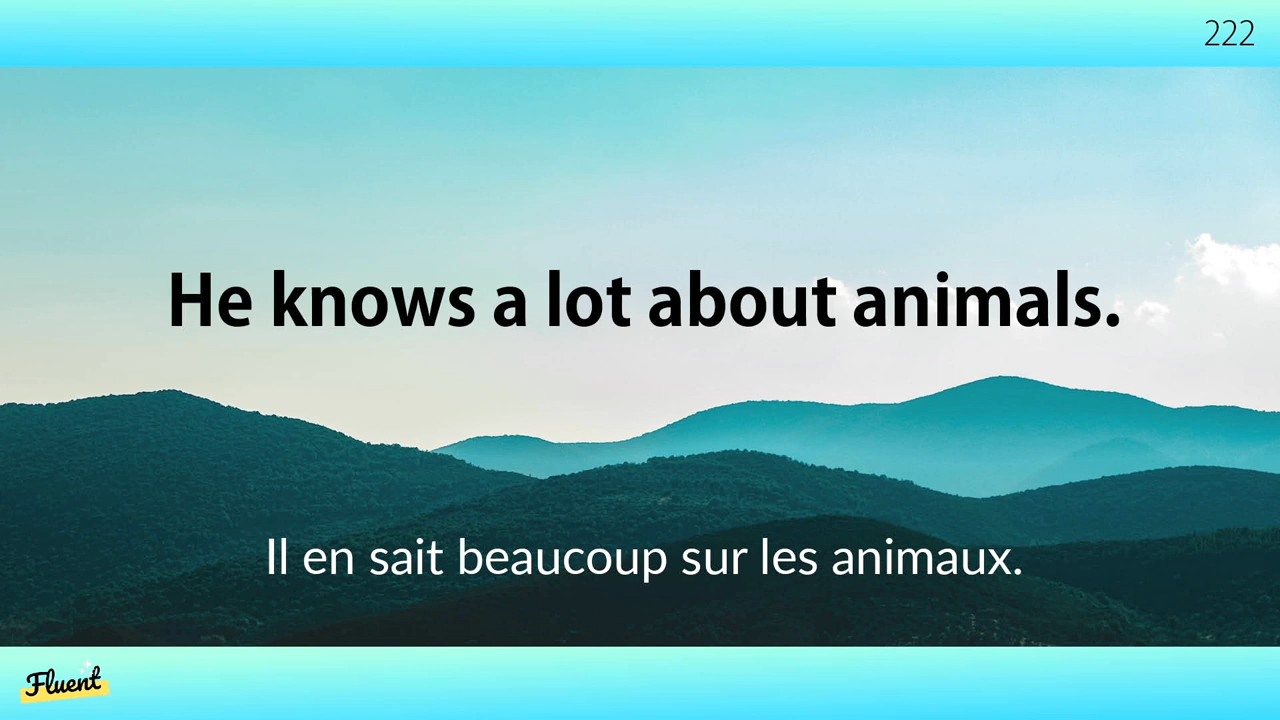 222
He knows a lot about animals.
Il en sait beaucoup sur les animaux.
Fluent